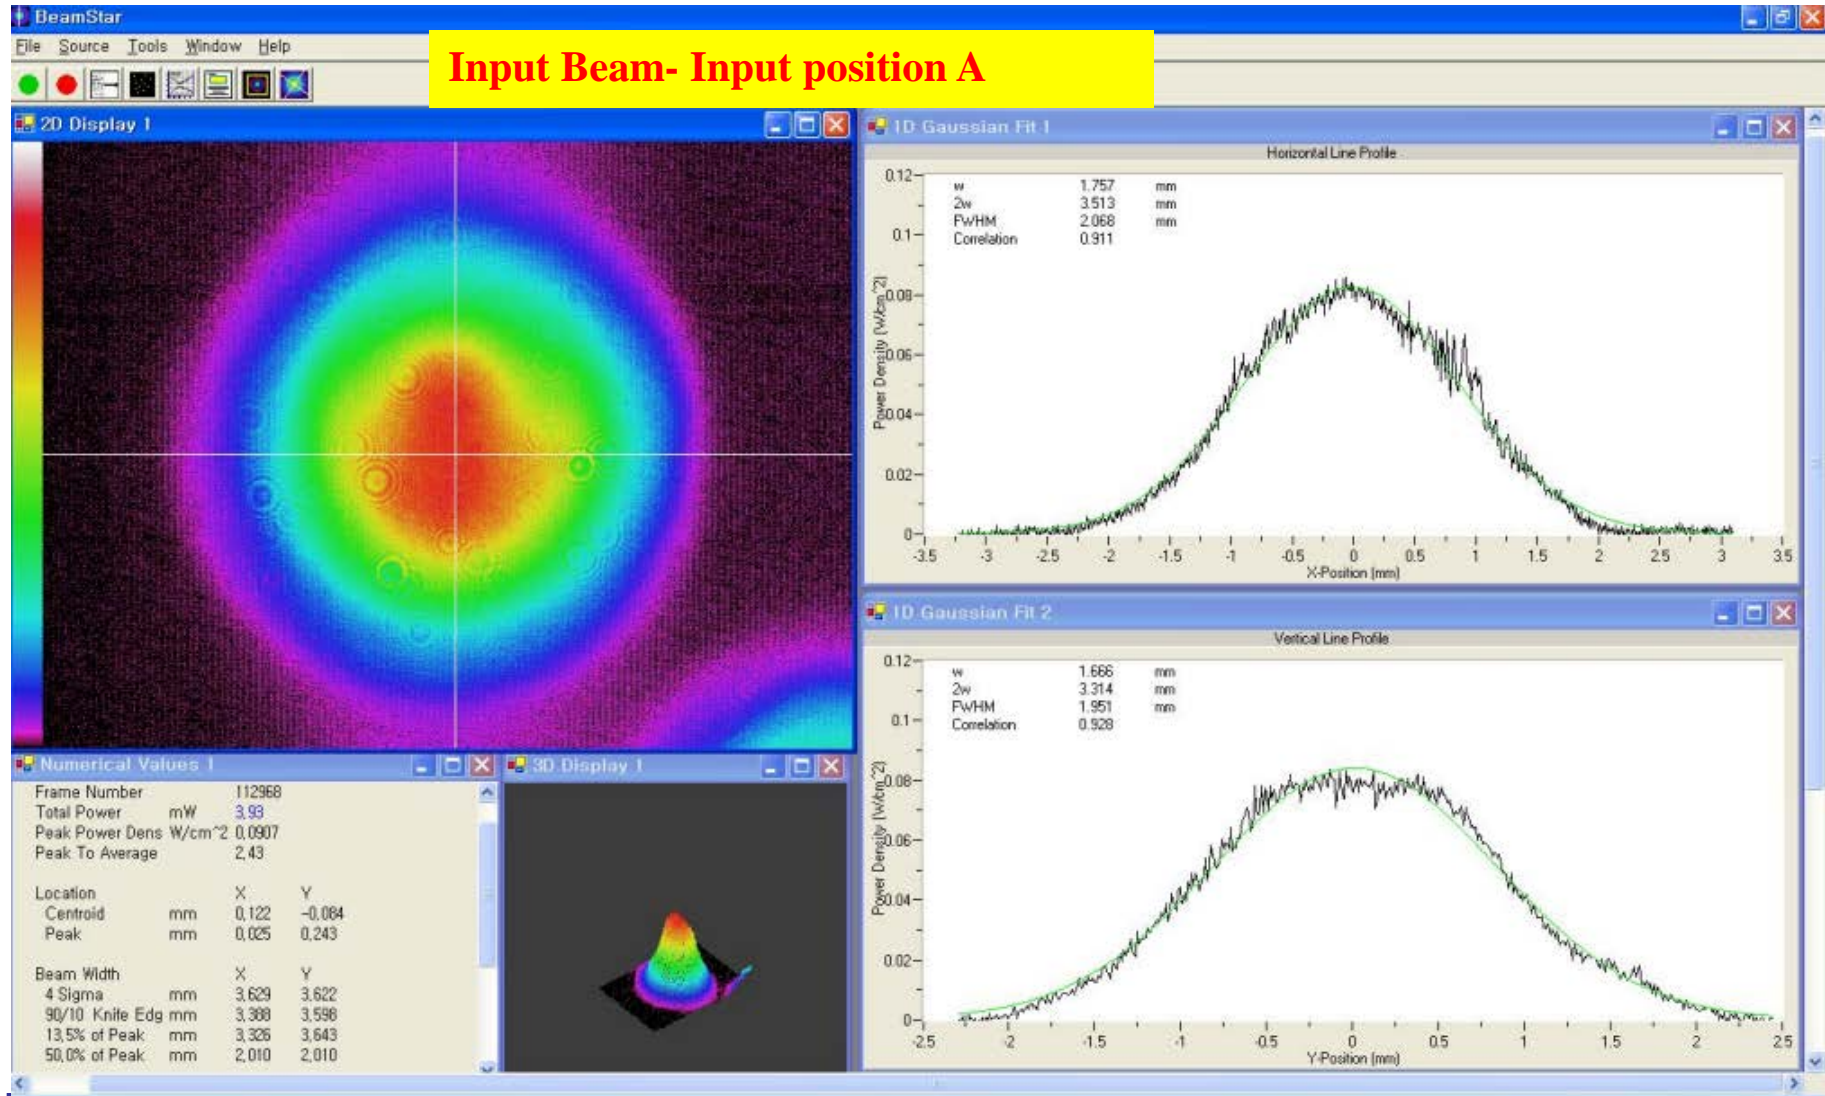 BeamStar
File Source Tools Window Help
Input Beam- Input position A
2D Display 1
1D Gaussian Fit 1
Horizontal Line Profile
w 1.757 mm
2w 3.513 mm
FWHM 2.068 mm
Correlation 0.911
Power Density [W/cm^2]
0.12
0.1
0.08
0.06
0.04
0.02
0
-3.5 -3 -2.5 -2 -1.5 -1 -0.5 0 0.5 1 1.5 2 2.5 3 3.5
X-Position [mm]
1D Gaussian Fit 2
Vertical Line Profile
w 1.666 mm
2w 3.314 mm
FWHM 1.951 mm
Correlation 0.928
Power Density [W/cm^2]
0.12
0.1
0.08
0.06
0.04
0.02
0
-2.5 -2 -1.5 -1 -0.5 0 0.5 1 1.5 2 2.5
Y-Position [mm]
Numerical Values 1
Frame Number 112968
Total Power mW 3,93
Peak Power Dens W/cm^2 0,0907
Peak To Average 2,43
Location X Y
Centroid mm 0,122 -0,084
Peak mm 0,025 0,243
Beam Width X Y
4 Sigma mm 3,629 3,622
90/10 Knife Edg mm 3,388 3,598
13,5% of Peak mm 3,326 3,643
50,0% of Peak mm 2,010 2,010
3D Display 1